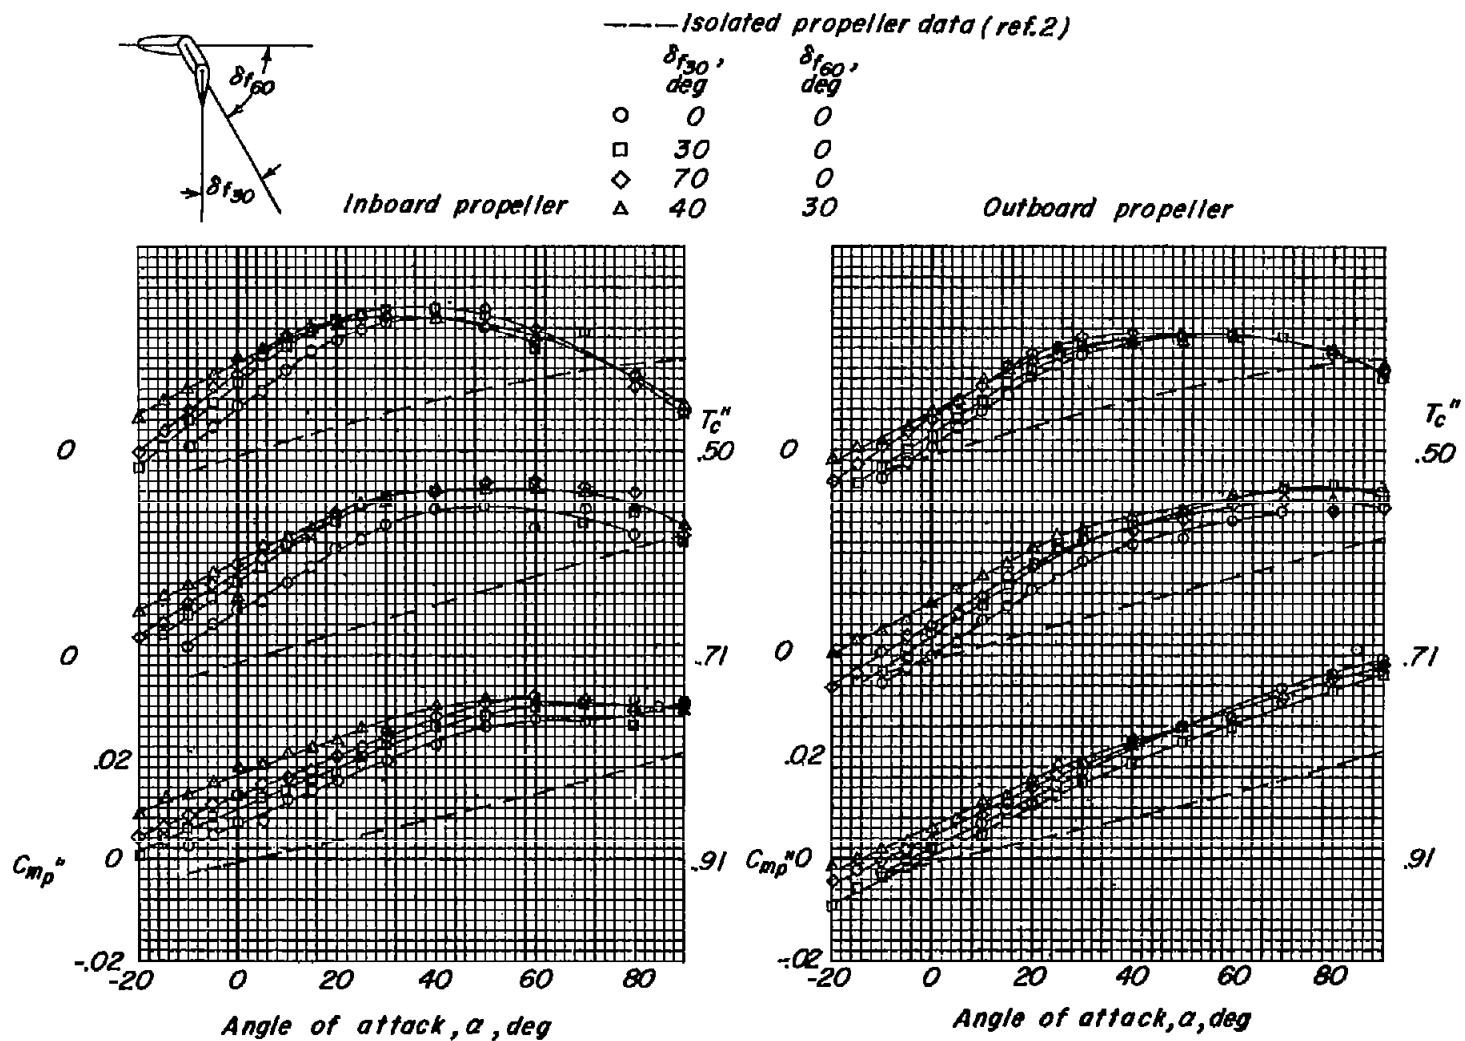 ———Isolated propeller data (ref.2)
δf30, deg δf60, deg
○ 0 0
□ 30 0
◇ 70 0
△ 40 30
δf60
δf30
Inboard propeller
Outboard propeller
Tc"
0 .50
0 .71
.02
Cmp" 0 .91
-.02
-20 0 20 40 60 80
Angle of attack, α, deg
Tc"
0 .50
0 .71
.02
Cmp" 0 .91
-.02
-20 0 20 40 60 80
Angle of attack, α, deg